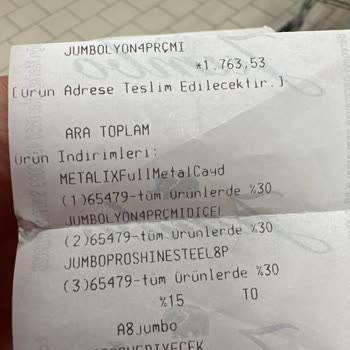 JUMBOLYON4PRÇMI
*1.763,53
[Ürün Adrese Teslim Edilecektir.]
ARA TOPLAM
Ürün İndirimleri:
METALIXFullMetalCayd
(1)65479-tüm Ürünlerde %30
JUMBOLYON4PRÇMIDIÇEL
(2)65479-tüm Ürünlerde %30
JUMBOPROSHINESTEEL8P
(3)65479-tüm Ürünlerde %30
%15 TO
A8Jumbo